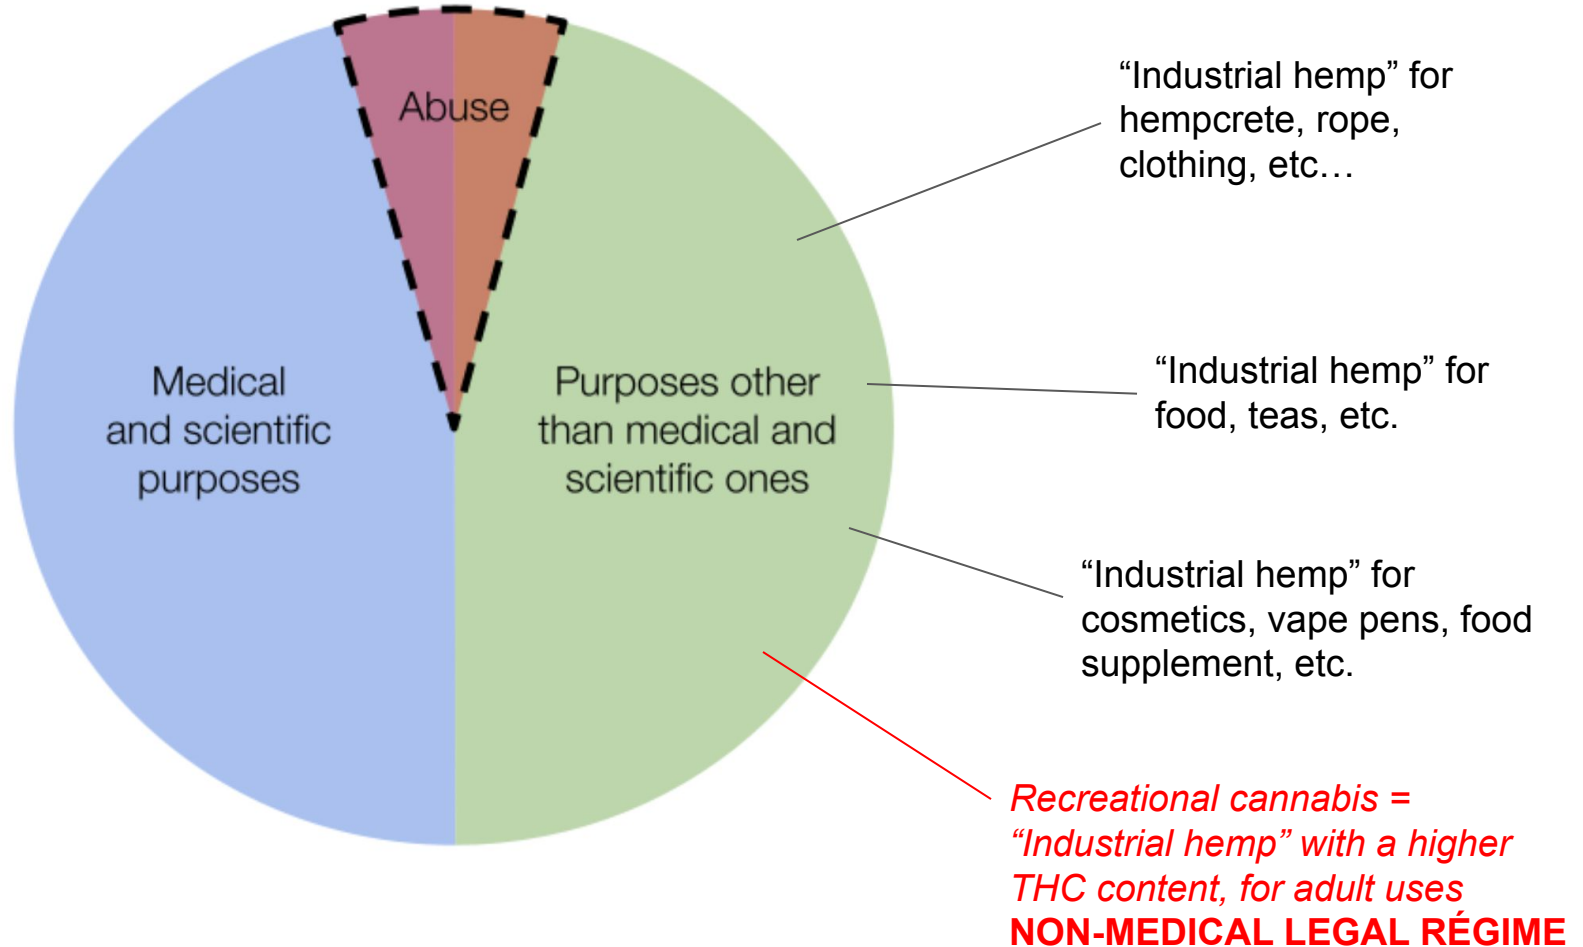 Abuse
Medical
and scientific
purposes
Purposes other
than medical and
scientific ones
“Industrial hemp” for
hempcrete, rope,
clothing, etc…
“Industrial hemp” for
food, teas, etc.
“Industrial hemp” for
cosmetics, vape pens, food
supplement, etc.
Recreational cannabis =
“Industrial hemp” with a higher
THC content, for adult uses
NON-MEDICAL LEGAL RÉGIME